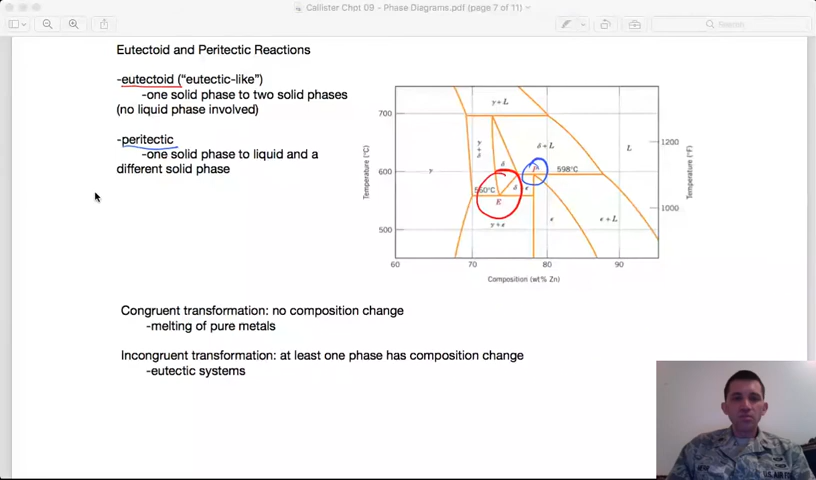 Callister Chpt 09 - Phase Diagrams.pdf (page 7 of 11)
Search
Eutectoid and Peritectic Reactions
-eutectoid ("eutectic-like")
-one solid phase to two solid phases
(no liquid phase involved)
-peritectic
-one solid phase to liquid and a
different solid phase
γ + L
700
γ + δ
δ + L
L
1200
Temperature (°C)
Temperature (°F)
600
γ
δ
P
598°C
560°C
δ + ϵ
E
1000
500
γ + ϵ
ϵ
ϵ + L
60
70
80
90
Composition (wt% Zn)
Congruent transformation: no composition change
-melting of pure metals
Incongruent transformation: at least one phase has composition change
-eutectic systems
U.S. AIR FORCE